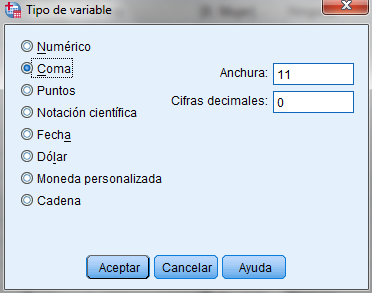 Tipo de variable
Numérico
Coma
Puntos
Notación científica
Fecha
Dólar
Moneda personalizada
Cadena
Anchura: 11
Cifras decimales: 0
Aceptar Cancelar Ayuda